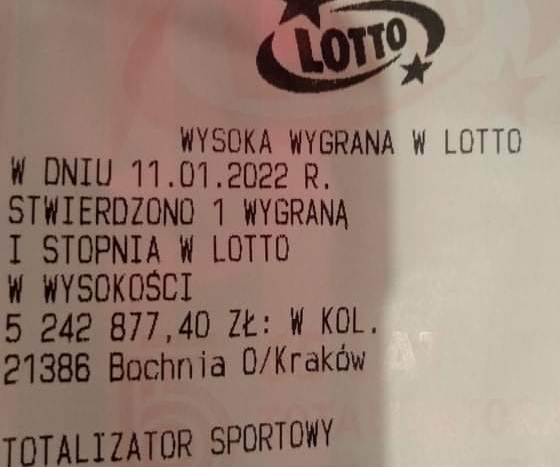 LOTTO
WYSOKA WYGRANA W LOTTO
W DNIU 11.01.2022 R.
STWIERDZONO 1 WYGRANĄ
I STOPNIA W LOTTO
W WYSOKOŚCI
5 242 877,40 ZŁ: W KOL.
21386 Bochnia O/Kraków
TOTALIZATOR SPORTOWY